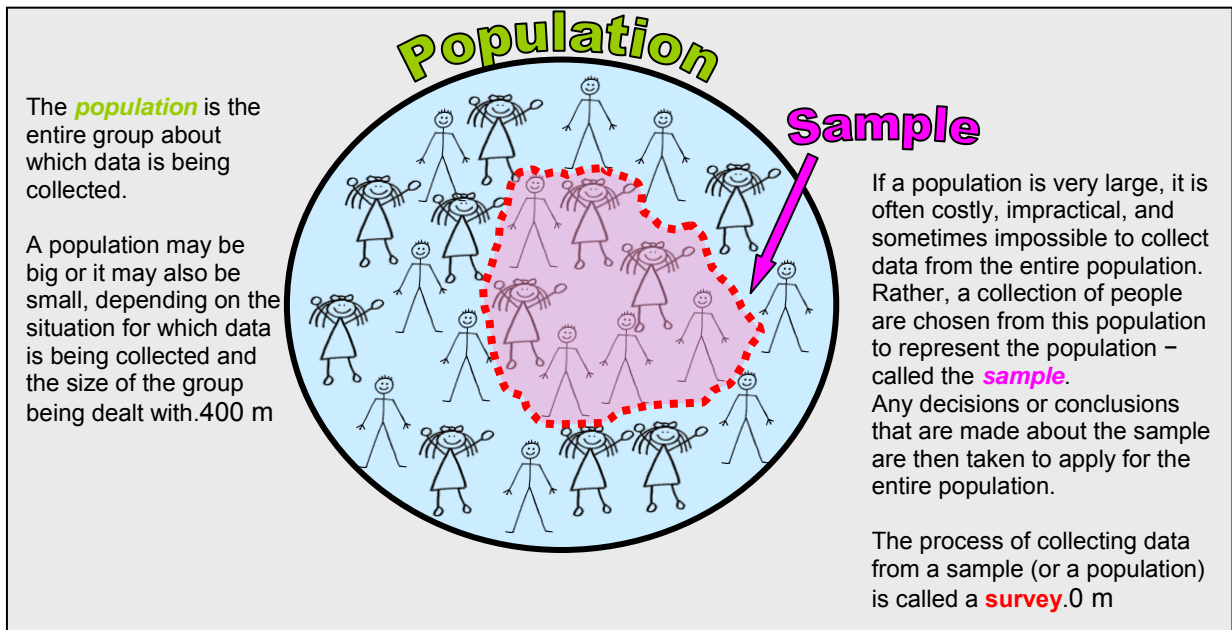 Population
The population is the
entire group about
which data is being
collected.
A population may be
big or it may also be
small, depending on the
situation for which data
is being collected and
the size of the group
being dealt with.400 m
Sample
If a population is very large, it is
often costly, impractical, and
sometimes impossible to collect
data from the entire population.
Rather, a collection of people
are chosen from this population
to represent the population –
called the sample.
Any decisions or conclusions
that are made about the sample
are then taken to apply for the
entire population.
The process of collecting data
from a sample (or a population)
is called a survey.0 m